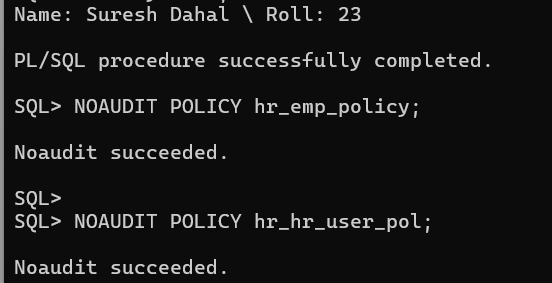 Name: Suresh Dahal \ Roll: 23
PL/SQL procedure successfully completed.
SQL> NOAUDIT POLICY hr_emp_policy;
Noaudit succeeded.
SQL>
SQL> NOAUDIT POLICY hr_hr_user_pol;
Noaudit succeeded.